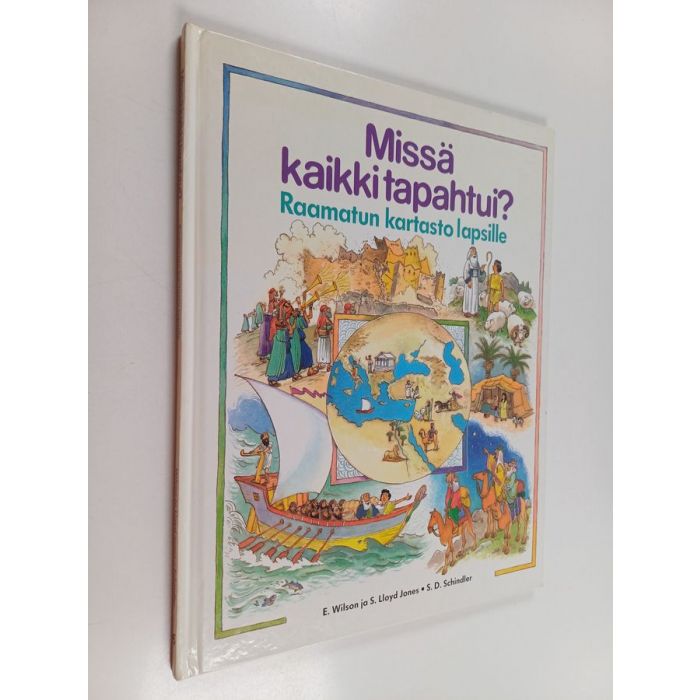 Missä
kaikki tapahtui?
Raamatun kartasto lapsille
E. Wilson ja S. Lloyd Jones • S. D. Schindler